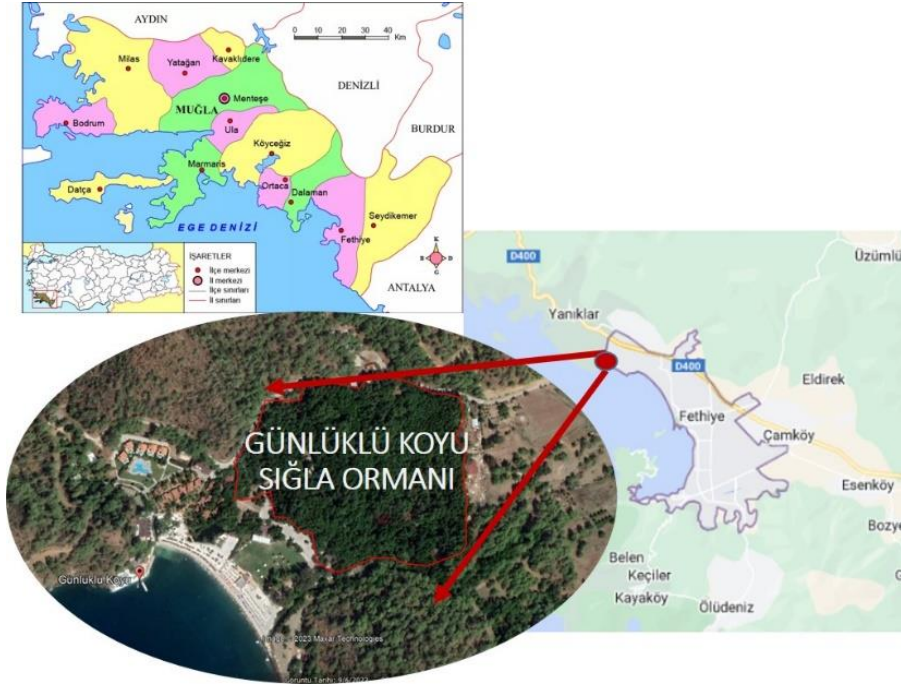 AYDIN
0 10 20 30 40
Km
Kavaklıdere
Milas
Yatağan
DENİZLİ
MUĞLA
Menteşe
Bodrum
Ula
BURDUR
Köyceğiz
Marmaris
Ortaca
Datça
Dalaman
Seydikemer
EGE DENİZİ
Fethiye
İŞARETLER
İlçe merkezi
İl merkezi
İlçe sınırları
İl sınırları
K
B
D
G
ANTALYA
D400
Üzümlü
Yanıklar
D400
Eldirek
Fethiye
Çamköy
Esenköy
Belen
Keçiler
Kayaköy
Ölüdeniz
GÜNLÜKLÜ KOYU
SIĞLA ORMANI
Günlüklü Koyu
2023 Maxar Technologies